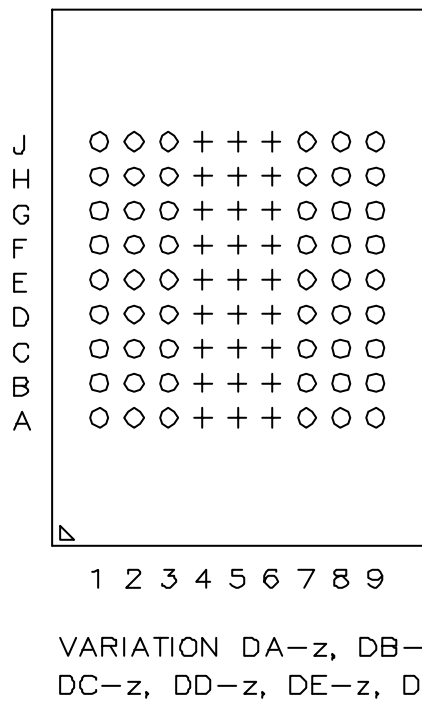 J
H
G
F
E
D
C
B
A
1 2 3 4 5 6 7 8 9
VARIATION DA-z, DB-
DC-z, DD-z, DE-z, D